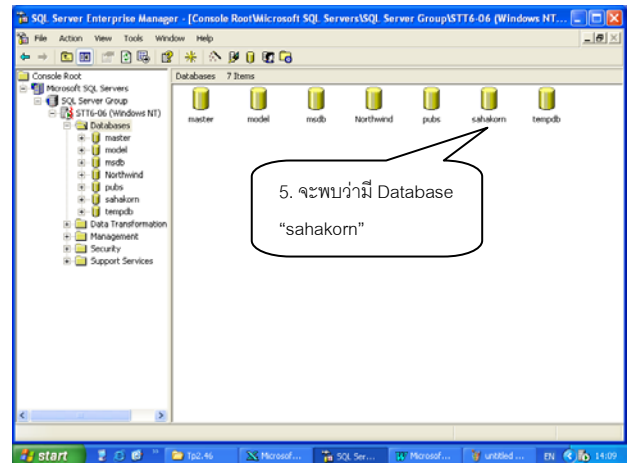 SQL Server Enterprise Manager - [Console Root\Microsoft SQL Servers\SQL Server Group\STT6-06 (Windows NT...
File Action View Tools Window Help
Console Root
Microsoft SQL Servers
SQL Server Group
STT6-06 (Windows NT)
Databases
master
model
msdb
Northwind
pubs
sahakorn
tempdb
Data Transformation
Management
Security
Support Services
Databases 7 Items
master model msdb Northwind pubs sahakorn tempdb
5. จะพบว่ามี Database
“sahakorn”
start Tp2.46 Microsof... SQL Ser... Microsof... untitled ... EN 14:09